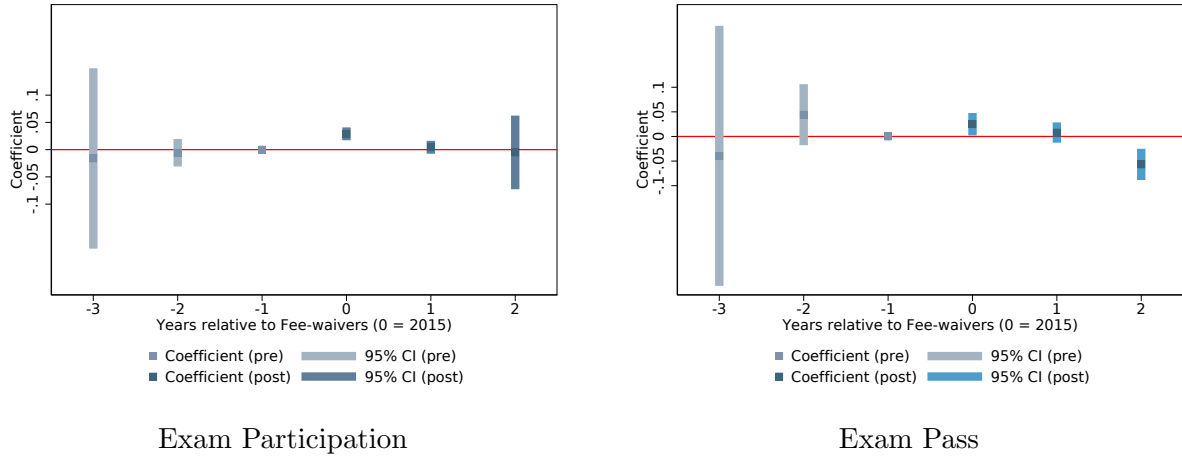 Coefficient
.1
.05
0
-.05
-.1
-3 -2 -1 0 1 2
Years relative to Fee-waivers (0 = 2015)
Coefficient (pre) 95% CI (pre)
Coefficient (post) 95% CI (post)
Exam Participation
Coefficient
.1
.05
0
-.05
-.1
-3 -2 -1 0 1 2
Years relative to Fee-waivers (0 = 2015)
Coefficient (pre) 95% CI (pre)
Coefficient (post) 95% CI (post)
Exam Pass